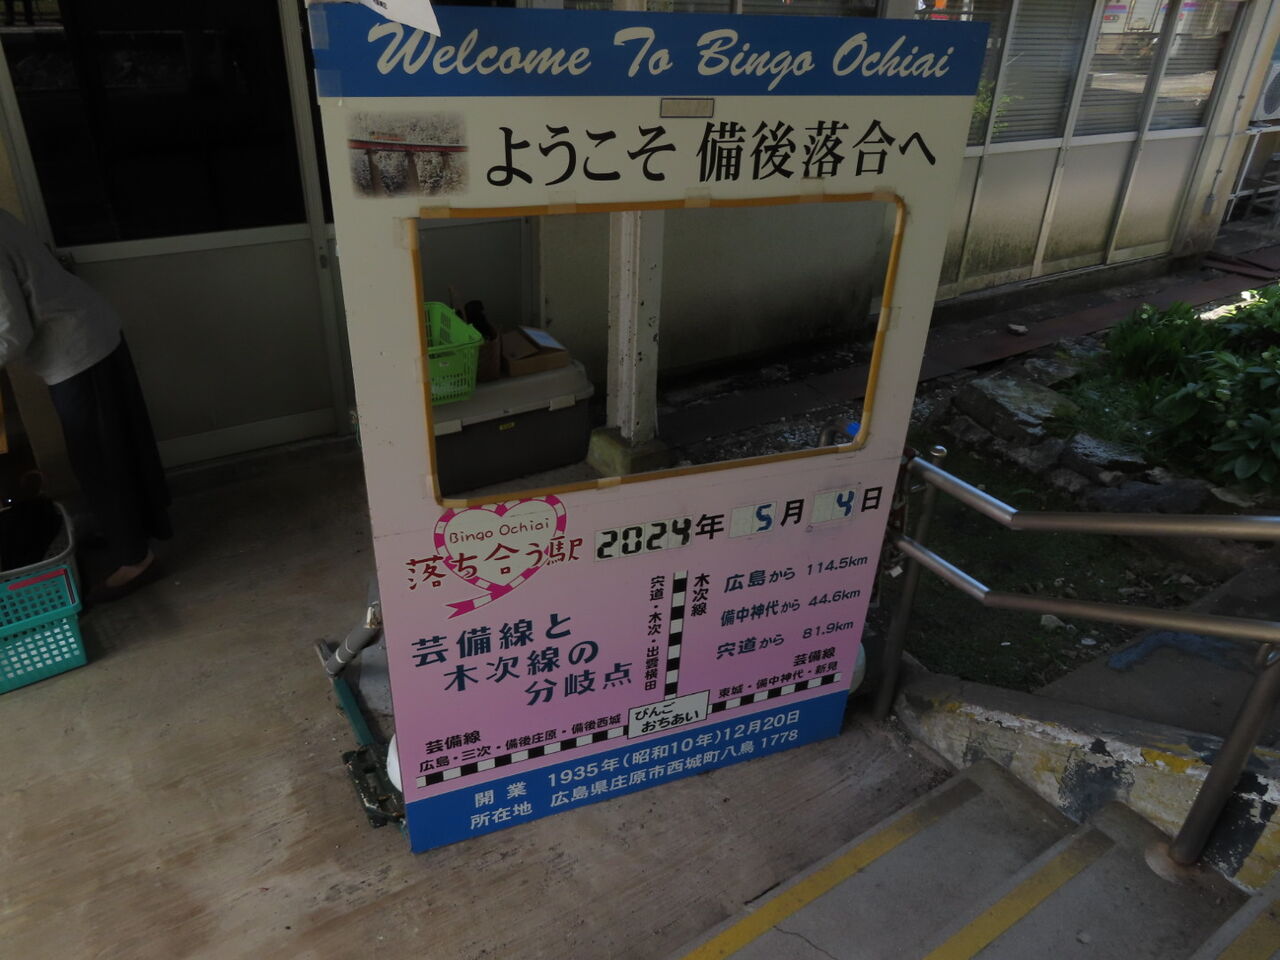 Welcome To Bingo Ochiai
ようこそ 備後落合へ
Bingo Ochiai
落ち合う駅
2024年 5月 4日
芸備線と
木次線の
分岐点
木次線
宍道・木次・出雲横田
広島から 114.5km
備中神代から 44.6km
宍道から 81.9km
芸備線
東城・備中神代・新見
びんご
おちあい
芸備線
広島・三次・備後庄原・備後西城
開業 1935年(昭和10年)12月20日
所在地 広島県庄原市西城町八鳥 1778